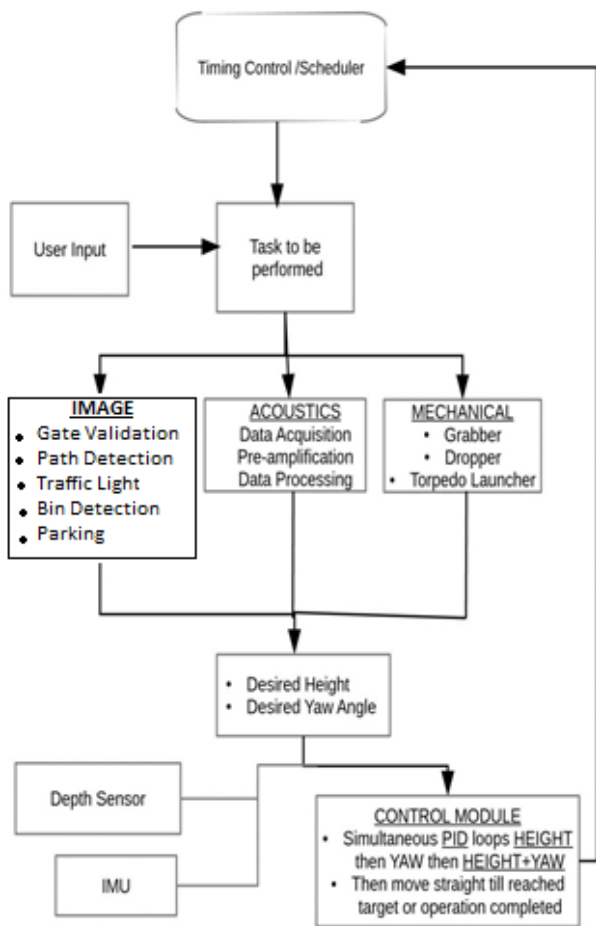 Timing Control /Scheduler
User Input
Task to be
performed
IMAGE
• Gate Validation
• Path Detection
• Traffic Light
• Bin Detection
• Parking
ACOUSTICS
Data Acquisition
Pre-amplification
Data Processing
MECHANICAL
• Grabber
• Dropper
• Torpedo Launcher
• Desired Height
• Desired Yaw Angle
Depth Sensor
IMU
CONTROL MODULE
• Simultaneous PID loops HEIGHT
then YAW then HEIGHT+YAW
• Then move straight till reached
target or operation completed